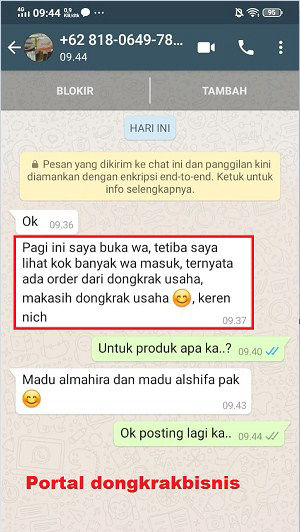 4G 09:44 0,9 KB/d ...
95
+62 818-0649-78...
09.44
BLOKIR TAMBAH
HARI INI
Pesan yang dikirim ke chat ini dan panggilan kini
diamankan dengan enkripsi end-to-end. Ketuk untuk
info selengkapnya.
Ok 09.36
Pagi ini saya buka wa, tetiba saya
lihat kok banyak wa masuk, ternyata
ada order dari dongkrak usaha,
makasih dongkrak usaha 😊, keren
nich 09.37
Untuk produk apa ka..? 09.40
Madu almahira dan madu alshifa pak
😊 09.43
Ok posting lagi ka.. 09.44
Portal dongkrakbisnis